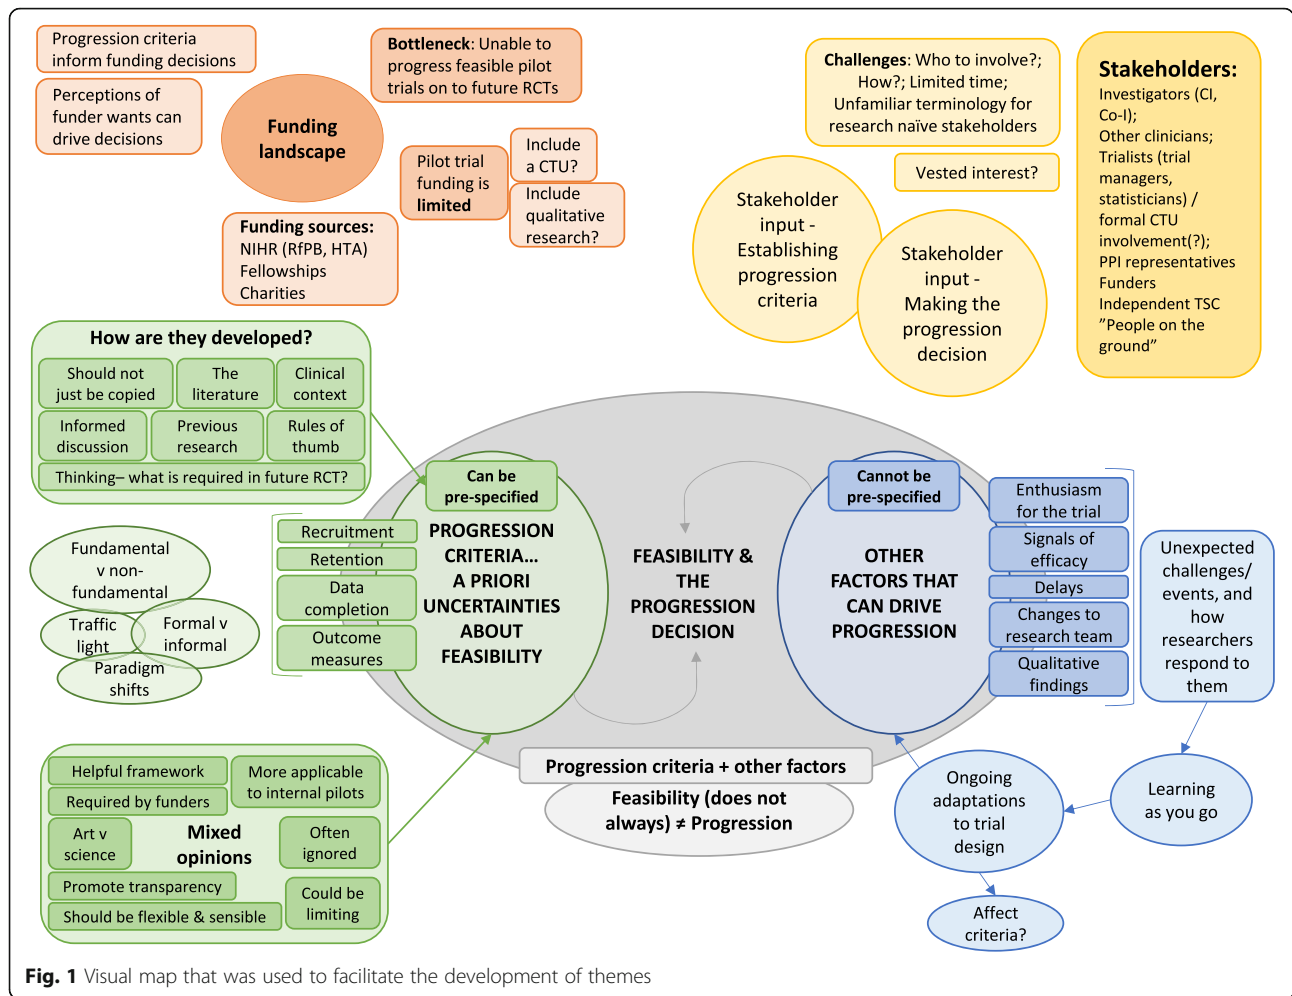 Progression criteria
inform funding decisions
Perceptions of
funder wants can
drive decisions
Funding
landscape
Bottleneck: Unable to
progress feasible pilot
trials on to future RCTs
Pilot trial
funding is
limited
Include
a CTU?
Include
qualitative
research?
Funding sources:
NIHR (RfPB, HTA)
Fellowships
Charities
Challenges: Who to involve?;
How?; Limited time;
Unfamiliar terminology for
research naïve stakeholders
Vested interest?
Stakeholder
input -
Establishing
progression
criteria
Stakeholder
input -
Making the
progression
decision
Stakeholders:
Investigators (CI,
Co-I);
Other clinicians;
Trialists (trial
managers,
statisticians) /
formal CTU
involvement(?);
PPI representatives
Funders
Independent TSC
”People on the
ground”
How are they developed?
Should not
just be copied
The
literature
Clinical
context
Informed
discussion
Previous
research
Rules of
thumb
Thinking– what is required in future RCT?
Fundamental
v non-
fundamental
Traffic
light
Formal v
informal
Paradigm
shifts
Recruitment
Retention
Data
completion
Outcome
measures
Can be
pre-specified
PROGRESSION
CRITERIA...
A PRIORI
UNCERTAINTIES
ABOUT
FEASIBILITY
FEASIBILITY &
THE
PROGRESSION
DECISION
Cannot be
pre-specified
OTHER
FACTORS THAT
CAN DRIVE
PROGRESSION
Enthusiasm
for the trial
Signals of
efficacy
Delays
Changes to
research team
Qualitative
findings
Unexpected
challenges/
events, and
how
researchers
respond to
them
Learning
as you go
Ongoing
adaptations
to trial
design
Affect
criteria?
Progression criteria + other factors
Feasibility (does not
always) ≠ Progression
Helpful framework
Required by funders
More applicable
to internal pilots
Art v
science
Mixed
opinions
Often
ignored
Promote transparency
Should be flexible & sensible
Could be
limiting
Fig. 1 Visual map that was used to facilitate the development of themes